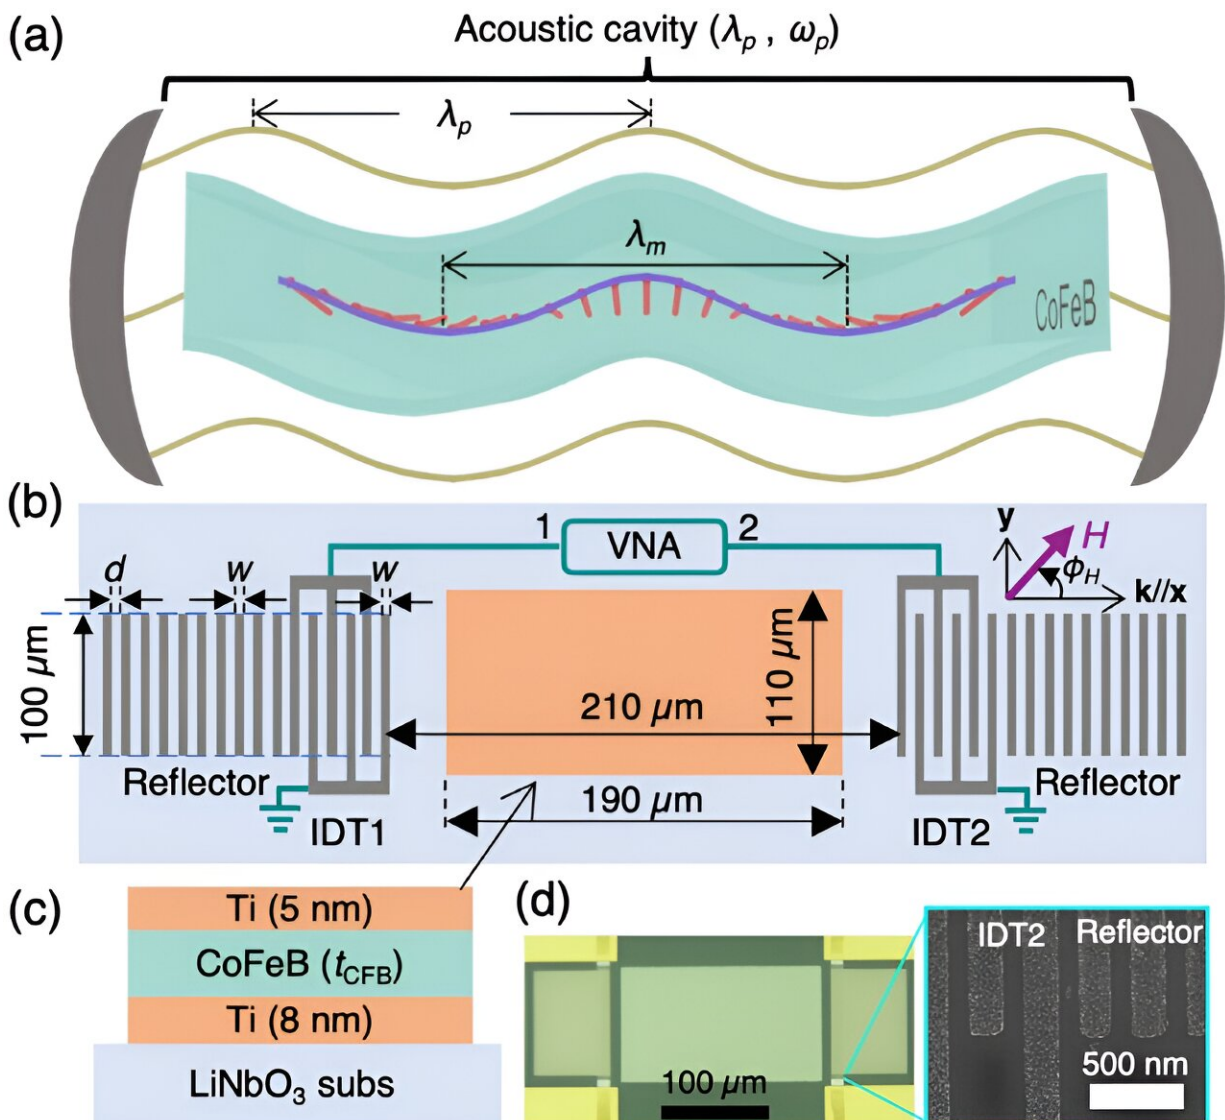 (a)
Acoustic cavity (λp , ωp)
λp
λm
CoFeB
(b)
1
VNA
2
y
H
ϕH
k//x
d
w
w
100 μm
210 μm
110 μm
Reflector
Reflector
190 μm
IDT1
IDT2
(c)
Ti (5 nm)
CoFeB (tCFB)
Ti (8 nm)
LiNbO3 subs
(d)
100 μm
IDT2
Reflector
500 nm